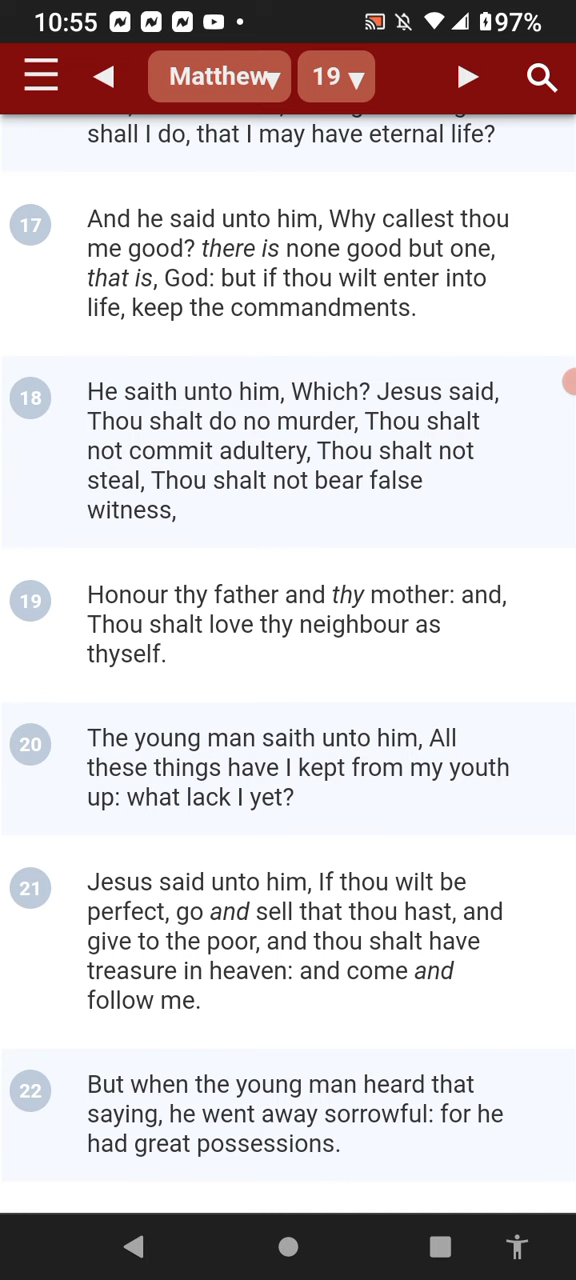 10:55
97%
Matthew 19
shall I do, that I may have eternal life?
17
And he said unto him, Why callest thou
me good? there is none good but one,
that is, God: but if thou wilt enter into
life, keep the commandments.
18
He saith unto him, Which? Jesus said,
Thou shalt do no murder, Thou shalt
not commit adultery, Thou shalt not
steal, Thou shalt not bear false
witness,
19
Honour thy father and thy mother: and,
Thou shalt love thy neighbour as
thyself.
20
The young man saith unto him, All
these things have I kept from my youth
up: what lack I yet?
21
Jesus said unto him, If thou wilt be
perfect, go and sell that thou hast, and
give to the poor, and thou shalt have
treasure in heaven: and come and
follow me.
22
But when the young man heard that
saying, he went away sorrowful: for he
had great possessions.